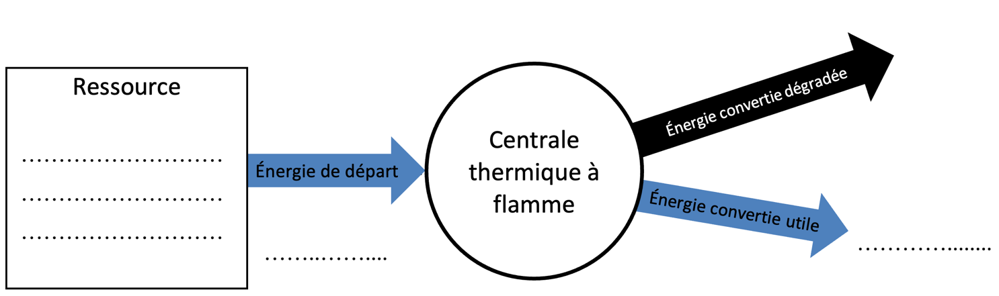 Ressource
................................
................................
................................
Énergie de départ
....................
Centrale
thermique à
flamme
Énergie convertie dégradée
Énergie convertie utile
......................